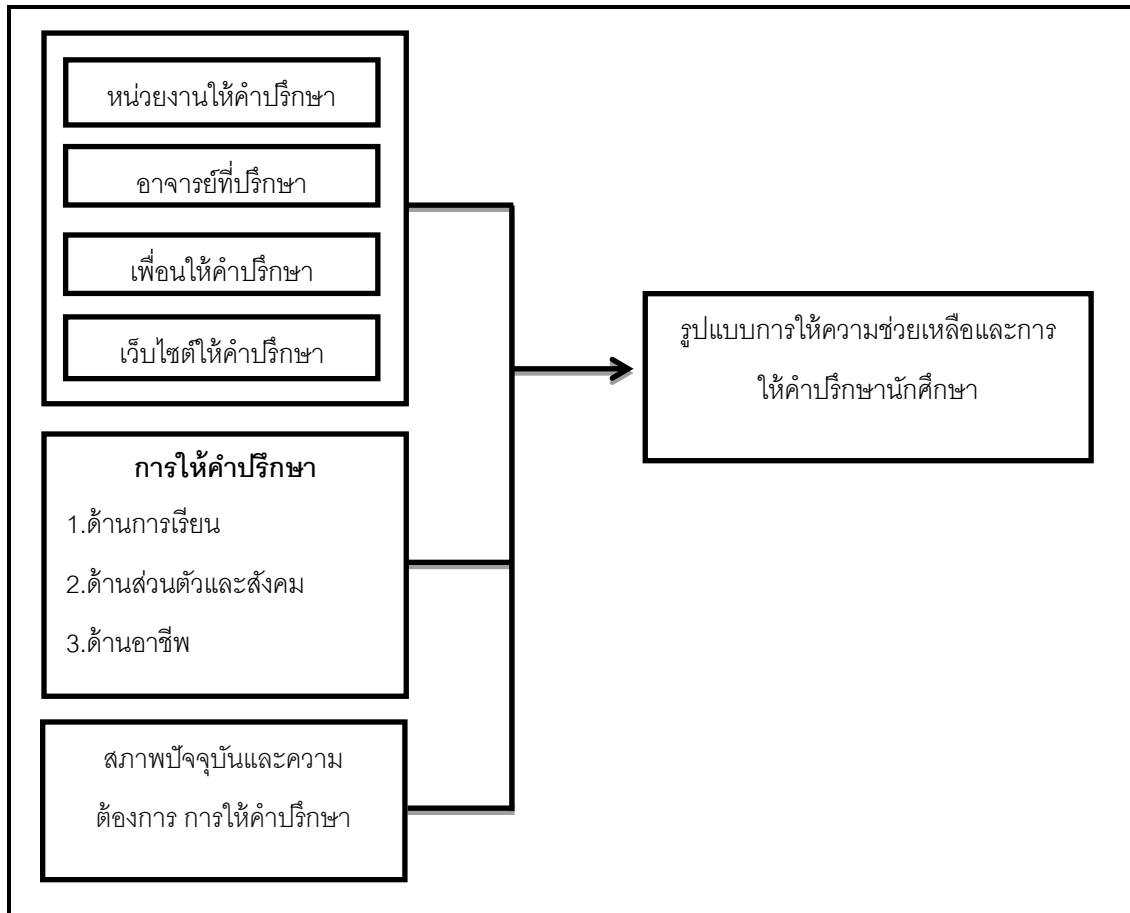 หน่วยงานให้คำปรึกษา
อาจารย์ที่ปรึกษา
เพื่อนให้คำปรึกษา
เว็บไซต์ให้คำปรึกษา
การให้คำปรึกษา
1.ด้านการเรียน
2.ด้านส่วนตัวและสังคม
3.ด้านอาชีพ
สภาพปัจจุบันและความ
ต้องการ การให้คำปรึกษา
รูปแบบการให้ความช่วยเหลือและการ
ให้คำปรึกษานักศึกษา